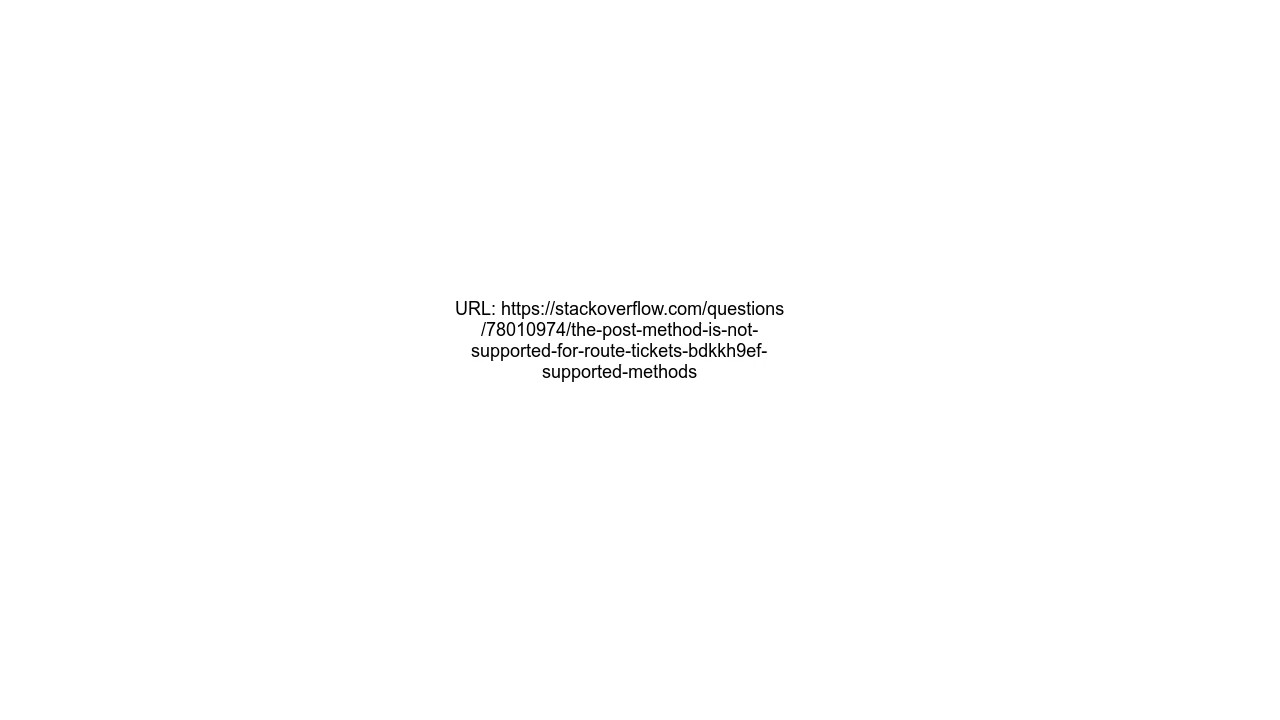 URL: https://stackoverflow.com/questions
/78010974/the-post-method-is-not-
supported-for-route-tickets-bdkkh9ef-
supported-methods